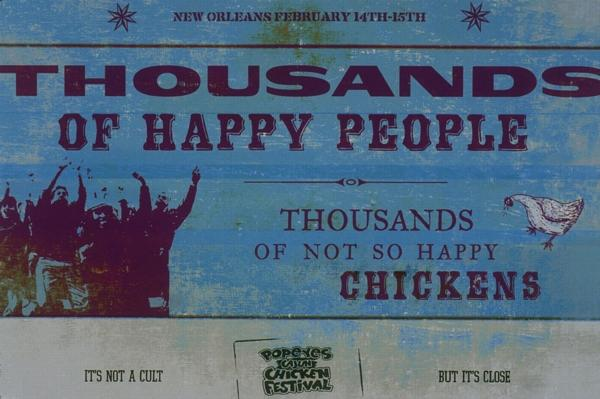 NEW ORLEANS FEBRUARY 14TH-15TH
THOUSANDS
OF HAPPY PEOPLE
THOUSANDS
OF NOT SO HAPPY
CHICKENS
IT'S NOT A CULT
POPEYES
CAJUN
CHICKEN
FESTIVAL
BUT IT'S CLOSE